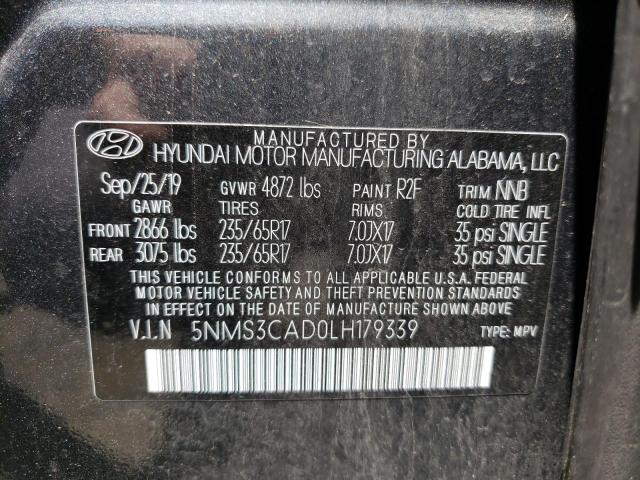 MANUFACTURED BY
HYUNDAI MOTOR MANUFACTURING ALABAMA, LLC
Sep/25/19 GVWR 4872 lbs PAINT R2F TRIM NNB
GAWR TIRES RIMS COLD TIRE INFL
FRONT 2866 lbs 235/65R17 7.0JX17 35 psi SINGLE
REAR 3075 lbs 235/65R17 7.0JX17 35 psi SINGLE
THIS VEHICLE CONFORMS TO ALL APPLICABLE U.S.A. FEDERAL
MOTOR VEHICLE SAFETY AND THEFT PREVENTION STANDARDS
IN EFFECT ON THE DATE OF MANUFACTURE SHOWN ABOVE
V.I.N 5NMS3CAD0LH179339 TYPE: MPV